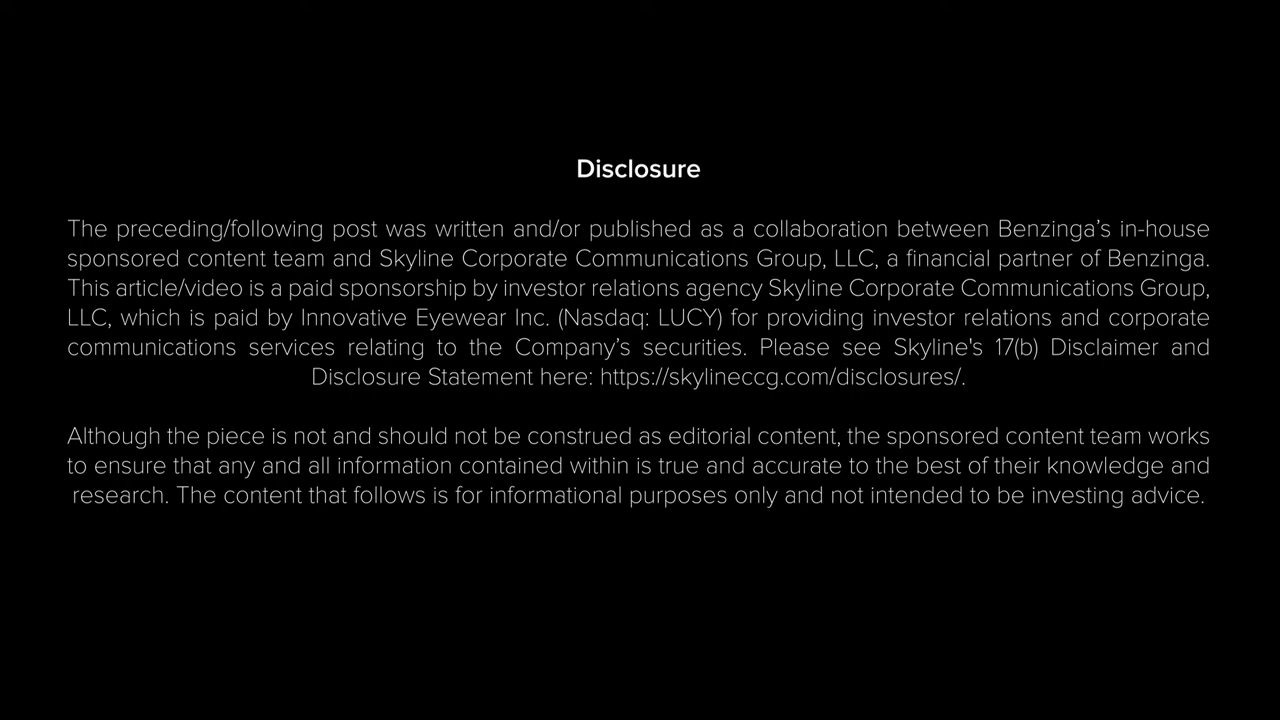 Disclosure
The preceding/following post was written and/or published as a collaboration between Benzinga’s in-house
sponsored content team and Skyline Corporate Communications Group, LLC, a financial partner of Benzinga.
This article/video is a paid sponsorship by investor relations agency Skyline Corporate Communications Group,
LLC, which is paid by Innovative Eyewear Inc. (Nasdaq: LUCY) for providing investor relations and corporate
communications services relating to the Company’s securities. Please see Skyline's 17(b) Disclaimer and
Disclosure Statement here: https://skylineccg.com/disclosures/.
Although the piece is not and should not be construed as editorial content, the sponsored content team works
to ensure that any and all information contained within is true and accurate to the best of their knowledge and
research. The content that follows is for informational purposes only and not intended to be investing advice.